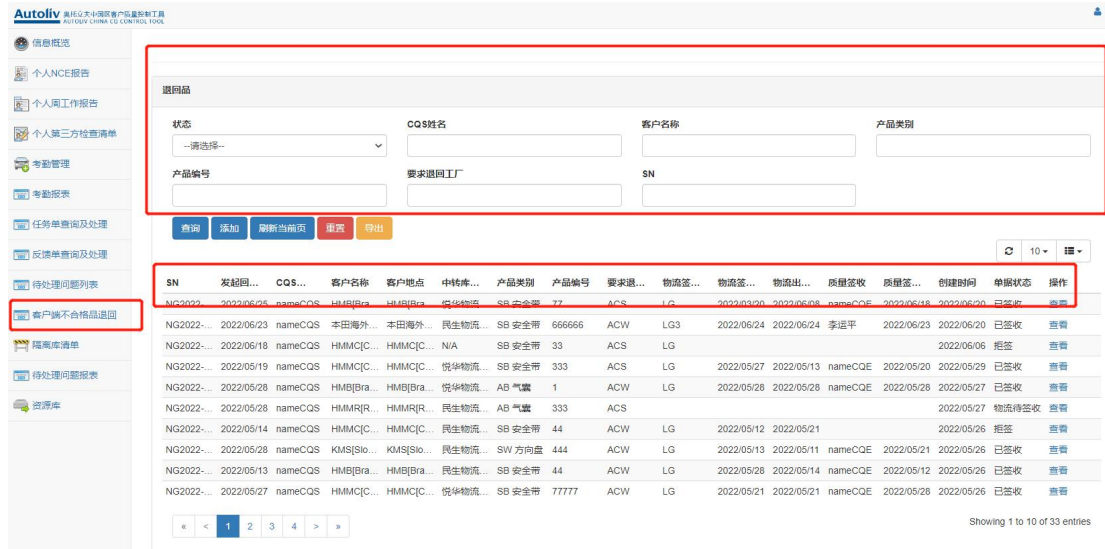 Autoliv 奥托立夫中国区客户质量控制工具
AUTOLIV CHINA CQ CONTROL TOOL
信息概览
个人NCE报告
个人周工作报告
个人第三方检查清单
考勤管理
考勤报表
任务单查询及处理
反馈单查询及处理
待处理问题列表
客户端不合格品退回
隔离库清单
待处理问题报表
资源库
退回品
状态 CQS姓名 客户名称 产品类别
--请选择--
产品编号 要求退回工厂 SN
查询 添加 刷新当前页 重置 导出
10
SN 发起回... CQS... 客户名称 客户地点 中转库... 产品类别 产品编号 要求退... 物流签... 物流签... 物流出... 质量签收 质量签... 创建时间 单据状态 操作
NG2022-... 2022/06/25 nameCQS HMB[Bra... HMB[Bra... 悦华物流... SB 安全带 77 ACS LG 2022/03/20 2022/06/08 nameCQE 2022/06/18 2022/06/20 已签收 查看
NG2022-... 2022/06/23 nameCQS 本田海外... 本田海外... 民生物流... SB 安全带 666666 ACW LG3 2022/06/24 2022/06/24 李运平 2022/06/23 2022/06/20 已签收 查看
NG2022-... 2022/06/18 nameCQS HMMC[C... HMMC[C... N/A SB 安全带 33 ACS LG 2022/06/06 拒签 查看
NG2022-... 2022/05/19 nameCQS HMMC[C... HMMC[C... 悦华物流... SB 安全带 333 ACS LG 2022/05/27 2022/05/13 nameCQE 2022/05/20 2022/05/29 已签收 查看
NG2022-... 2022/05/28 nameCQS HMB[Bra... HMB[Bra... 悦华物流... AB 气囊 1 ACW LG 2022/05/28 2022/05/28 nameCQE 2022/05/28 2022/05/27 已签收 查看
NG2022-... 2022/05/28 nameCQS HMMR[R... HMMR[R... 民生物流... AB 气囊 333 ACS 2022/05/27 物流待签收 查看
NG2022-... 2022/05/14 nameCQS HMMC[C... HMMC[C... 民生物流... SB 安全带 44 ACW LG 2022/05/12 2022/05/21 2022/05/26 拒签 查看
NG2022-... 2022/05/28 nameCQS KMS[Slo... KMS[Slo... 民生物流... SW 方向盘 444 ACW LG 2022/05/13 2022/05/11 nameCQE 2022/05/21 2022/05/26 已签收 查看
NG2022-... 2022/05/13 nameCQS HMB[Bra... HMB[Bra... 民生物流... SB 安全带 44 ACW LG 2022/05/28 2022/05/14 nameCQE 2022/05/12 2022/05/26 已签收 查看
NG2022-... 2022/05/27 nameCQS HMMC[C... HMMC[C... 悦华物流... SB 安全带 77777 ACW LG 2022/05/21 2022/05/21 nameCQE 2022/05/28 2022/05/26 已签收 查看
« < 1 2 3 4 > »
Showing 1 to 10 of 33 entries